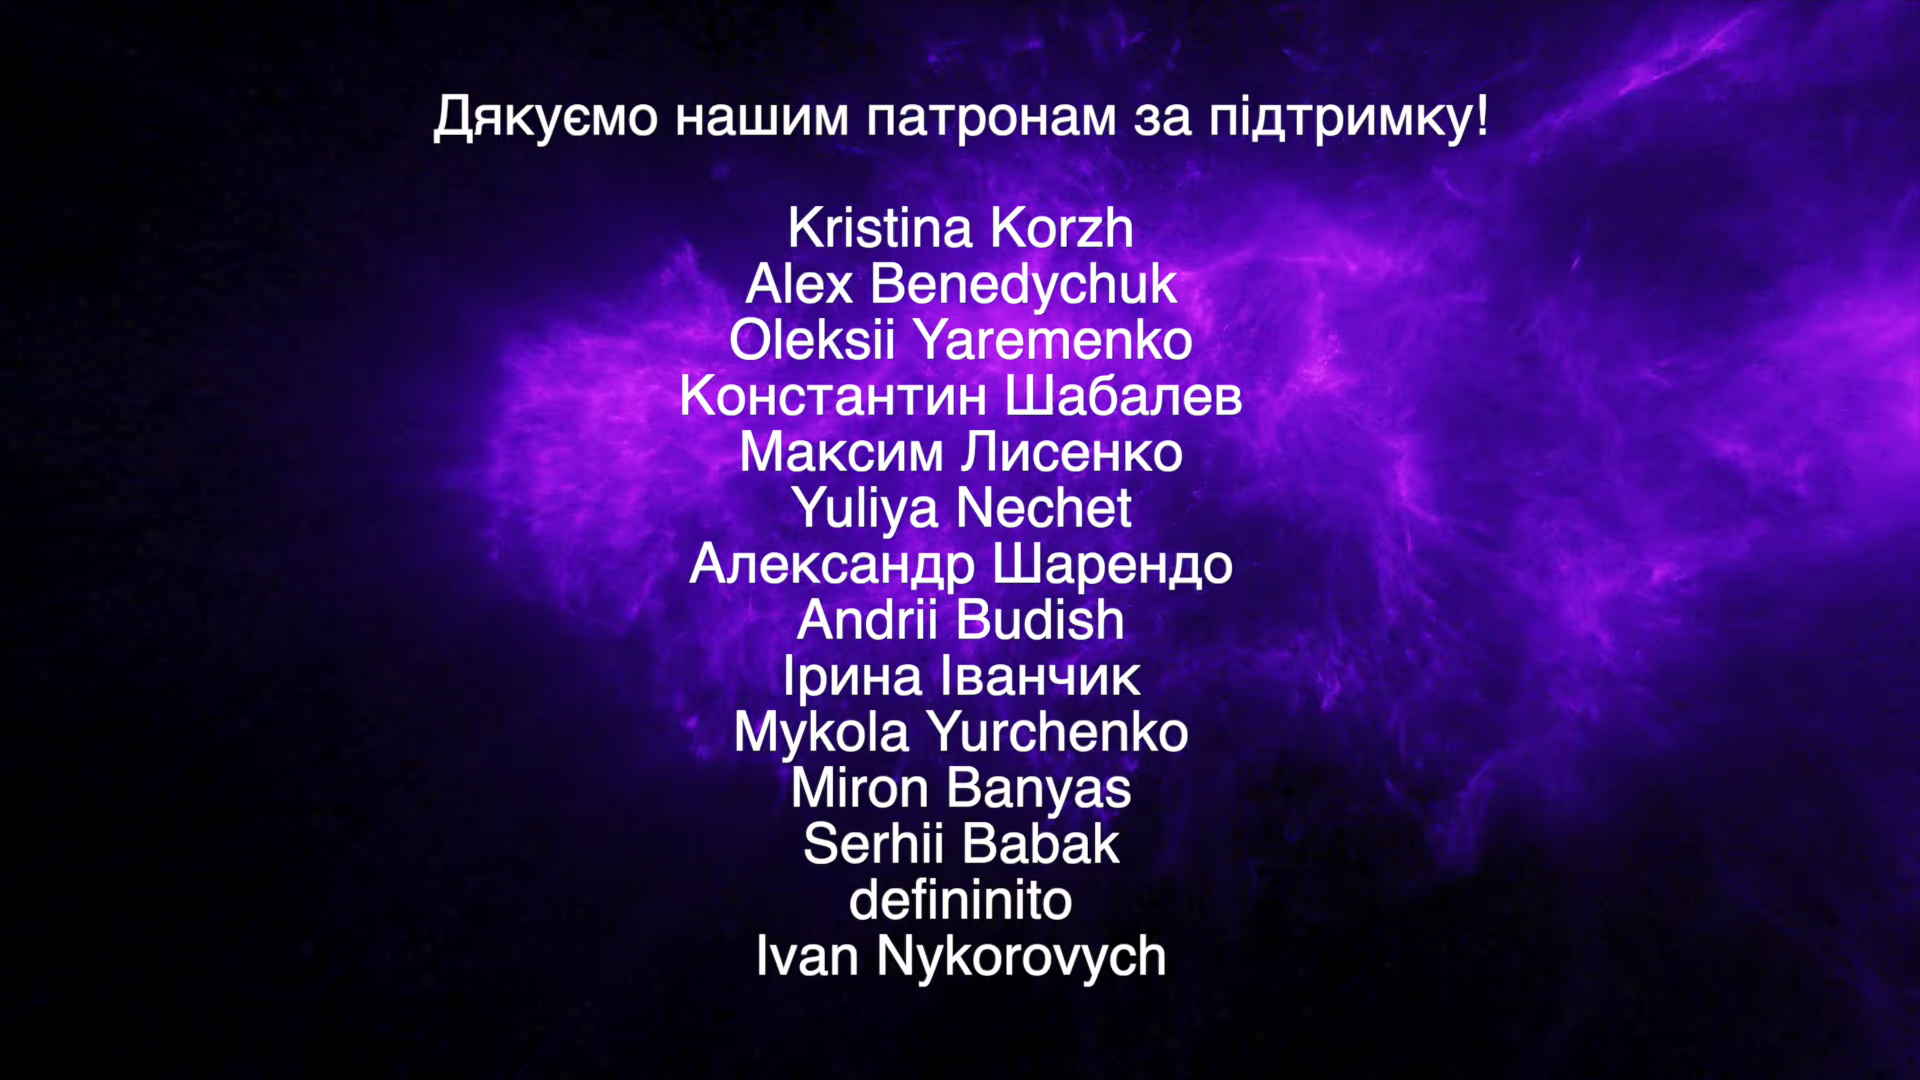 Дякуємо нашим патронам за підтримку!
Kristina Korzh
Alex Benedychuk
Oleksii Yaremenko
Константин Шабалев
Максим Лисенко
Yuliya Nechet
Александр Шарендо
Andrii Budish
Ірина Іванчик
Mykola Yurchenko
Miron Banyas
Serhii Babak
defininito
Ivan Nykorovych